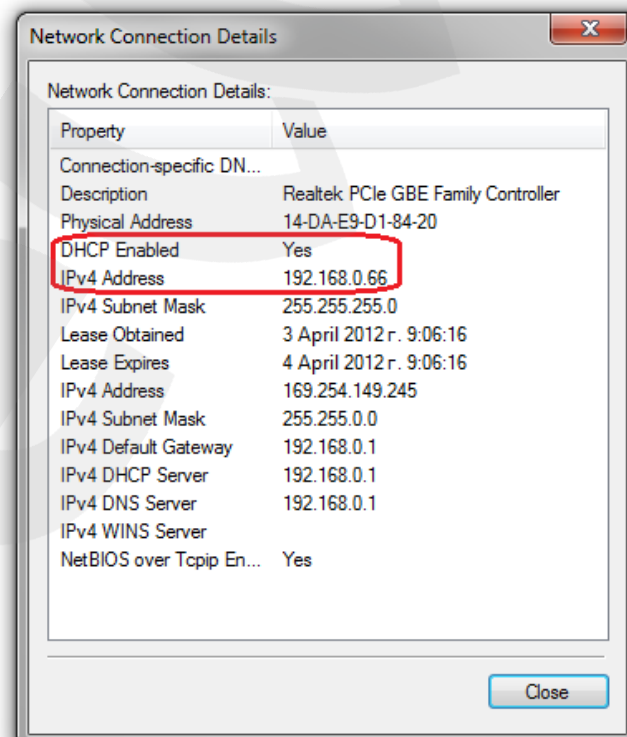 Network Connection Details
Network Connection Details:
Property Value
Connection-specific DN...
Description Realtek PCIe GBE Family Controller
Physical Address 14-DA-E9-D1-84-20
DHCP Enabled Yes
IPv4 Address 192.168.0.66
IPv4 Subnet Mask 255.255.255.0
Lease Obtained 3 April 2012 г. 9:06:16
Lease Expires 4 April 2012 г. 9:06:16
IPv4 Address 169.254.149.245
IPv4 Subnet Mask 255.255.0.0
IPv4 Default Gateway 192.168.0.1
IPv4 DHCP Server 192.168.0.1
IPv4 DNS Server 192.168.0.1
IPv4 WINS Server
NetBIOS over Tcpip En... Yes
Close